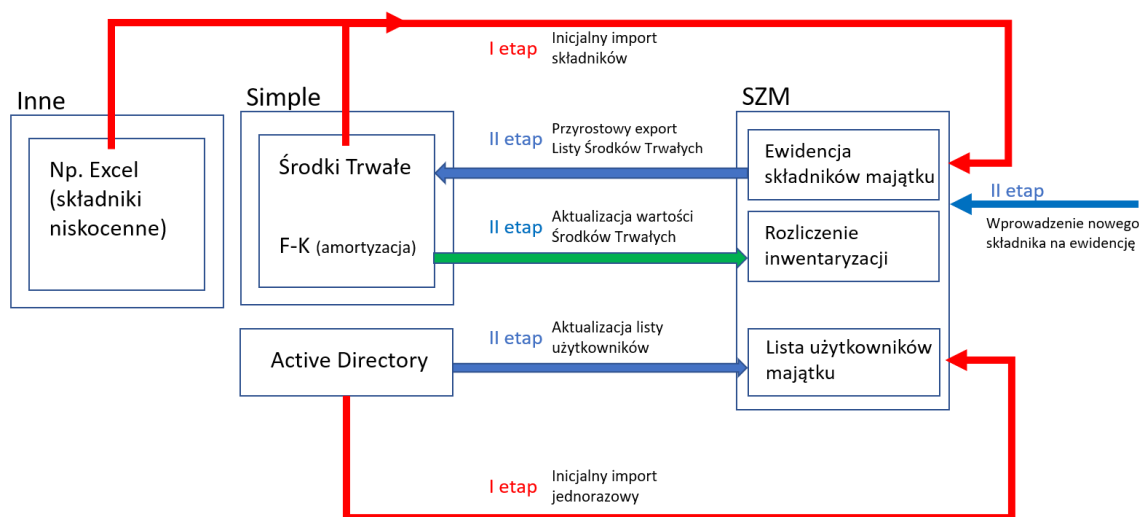 I etap
Inicjalny import
składników
Inne
Np. Excel
(składniki
niskocenne)
Simple
Środki Trwałe
F-K (amortyzacja)
II etap
Przyrostowy export
Listy Środków Trwałych
II etap
Aktualizacja wartości
Środków Trwałych
SZM
Ewidencja
składników majątku
Rozliczenie
inwentaryzacji
II etap
Wprowadzenie nowego
składnika na ewidencję
Active Directory
II etap
Aktualizacja listy
użytkowników
Lista użytkowników
majątku
I etap
Inicjalny import
jednorazowy